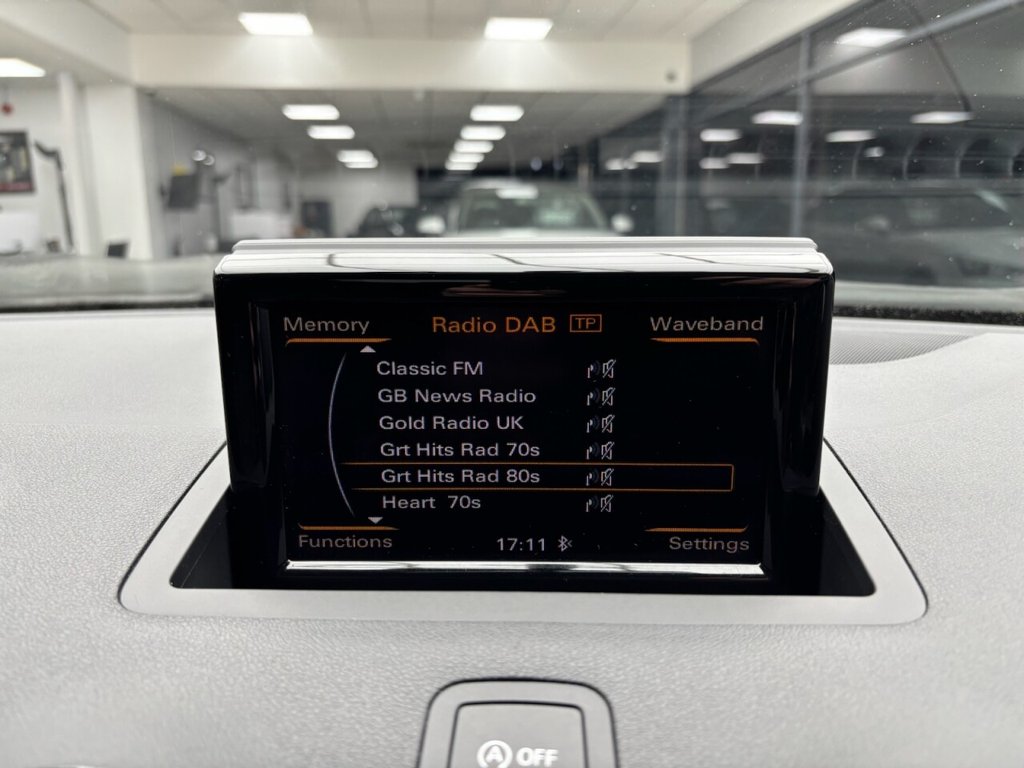 Memory Radio DAB TP Waveband
Classic FM
GB News Radio
Gold Radio UK
Grt Hits Rad 70s
Grt Hits Rad 80s
Heart 70s
Functions 17:11 Settings
A OFF